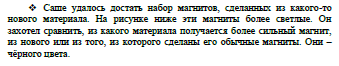 ❖ Саше удалось достать набор магнитов, сделанных из какого-то
нового материала. На рисунке ниже эти магниты более светлые. Он
захотел сравнить, из какого материала получается более сильный магнит,
из нового или из того, из которого сделаны его обычные магниты. Они –
чёрного цвета.